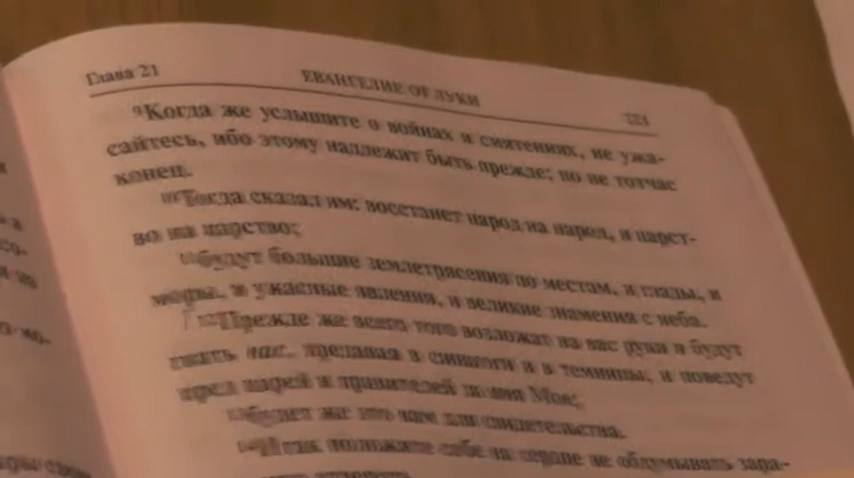 Глава 21 ЕВАНГЕЛИЕ ОТ ЛУКИ
⁹Когда же услышите о войнах и смятениях, не ужа-
сайтесь, ибо этому надлежит быть прежде; но не тотчас
конец.
¹⁰Тогда сказал им: восстанет народ на народ, и царст-
во на царство;
¹¹будут большие землетрясения по местам, и глады, и
моры, и ужасные явления, и великие знамения с неба.
¹²Прежде же всего того возложат на вас руки и будут
гнать вас, предавая в синагоги и в темницы, и поведут
пред царей и правителей за имя Мое;
¹³будет же это вам для свидетельства.
¹⁴Итак положите себе на сердце не обдумывать зара-